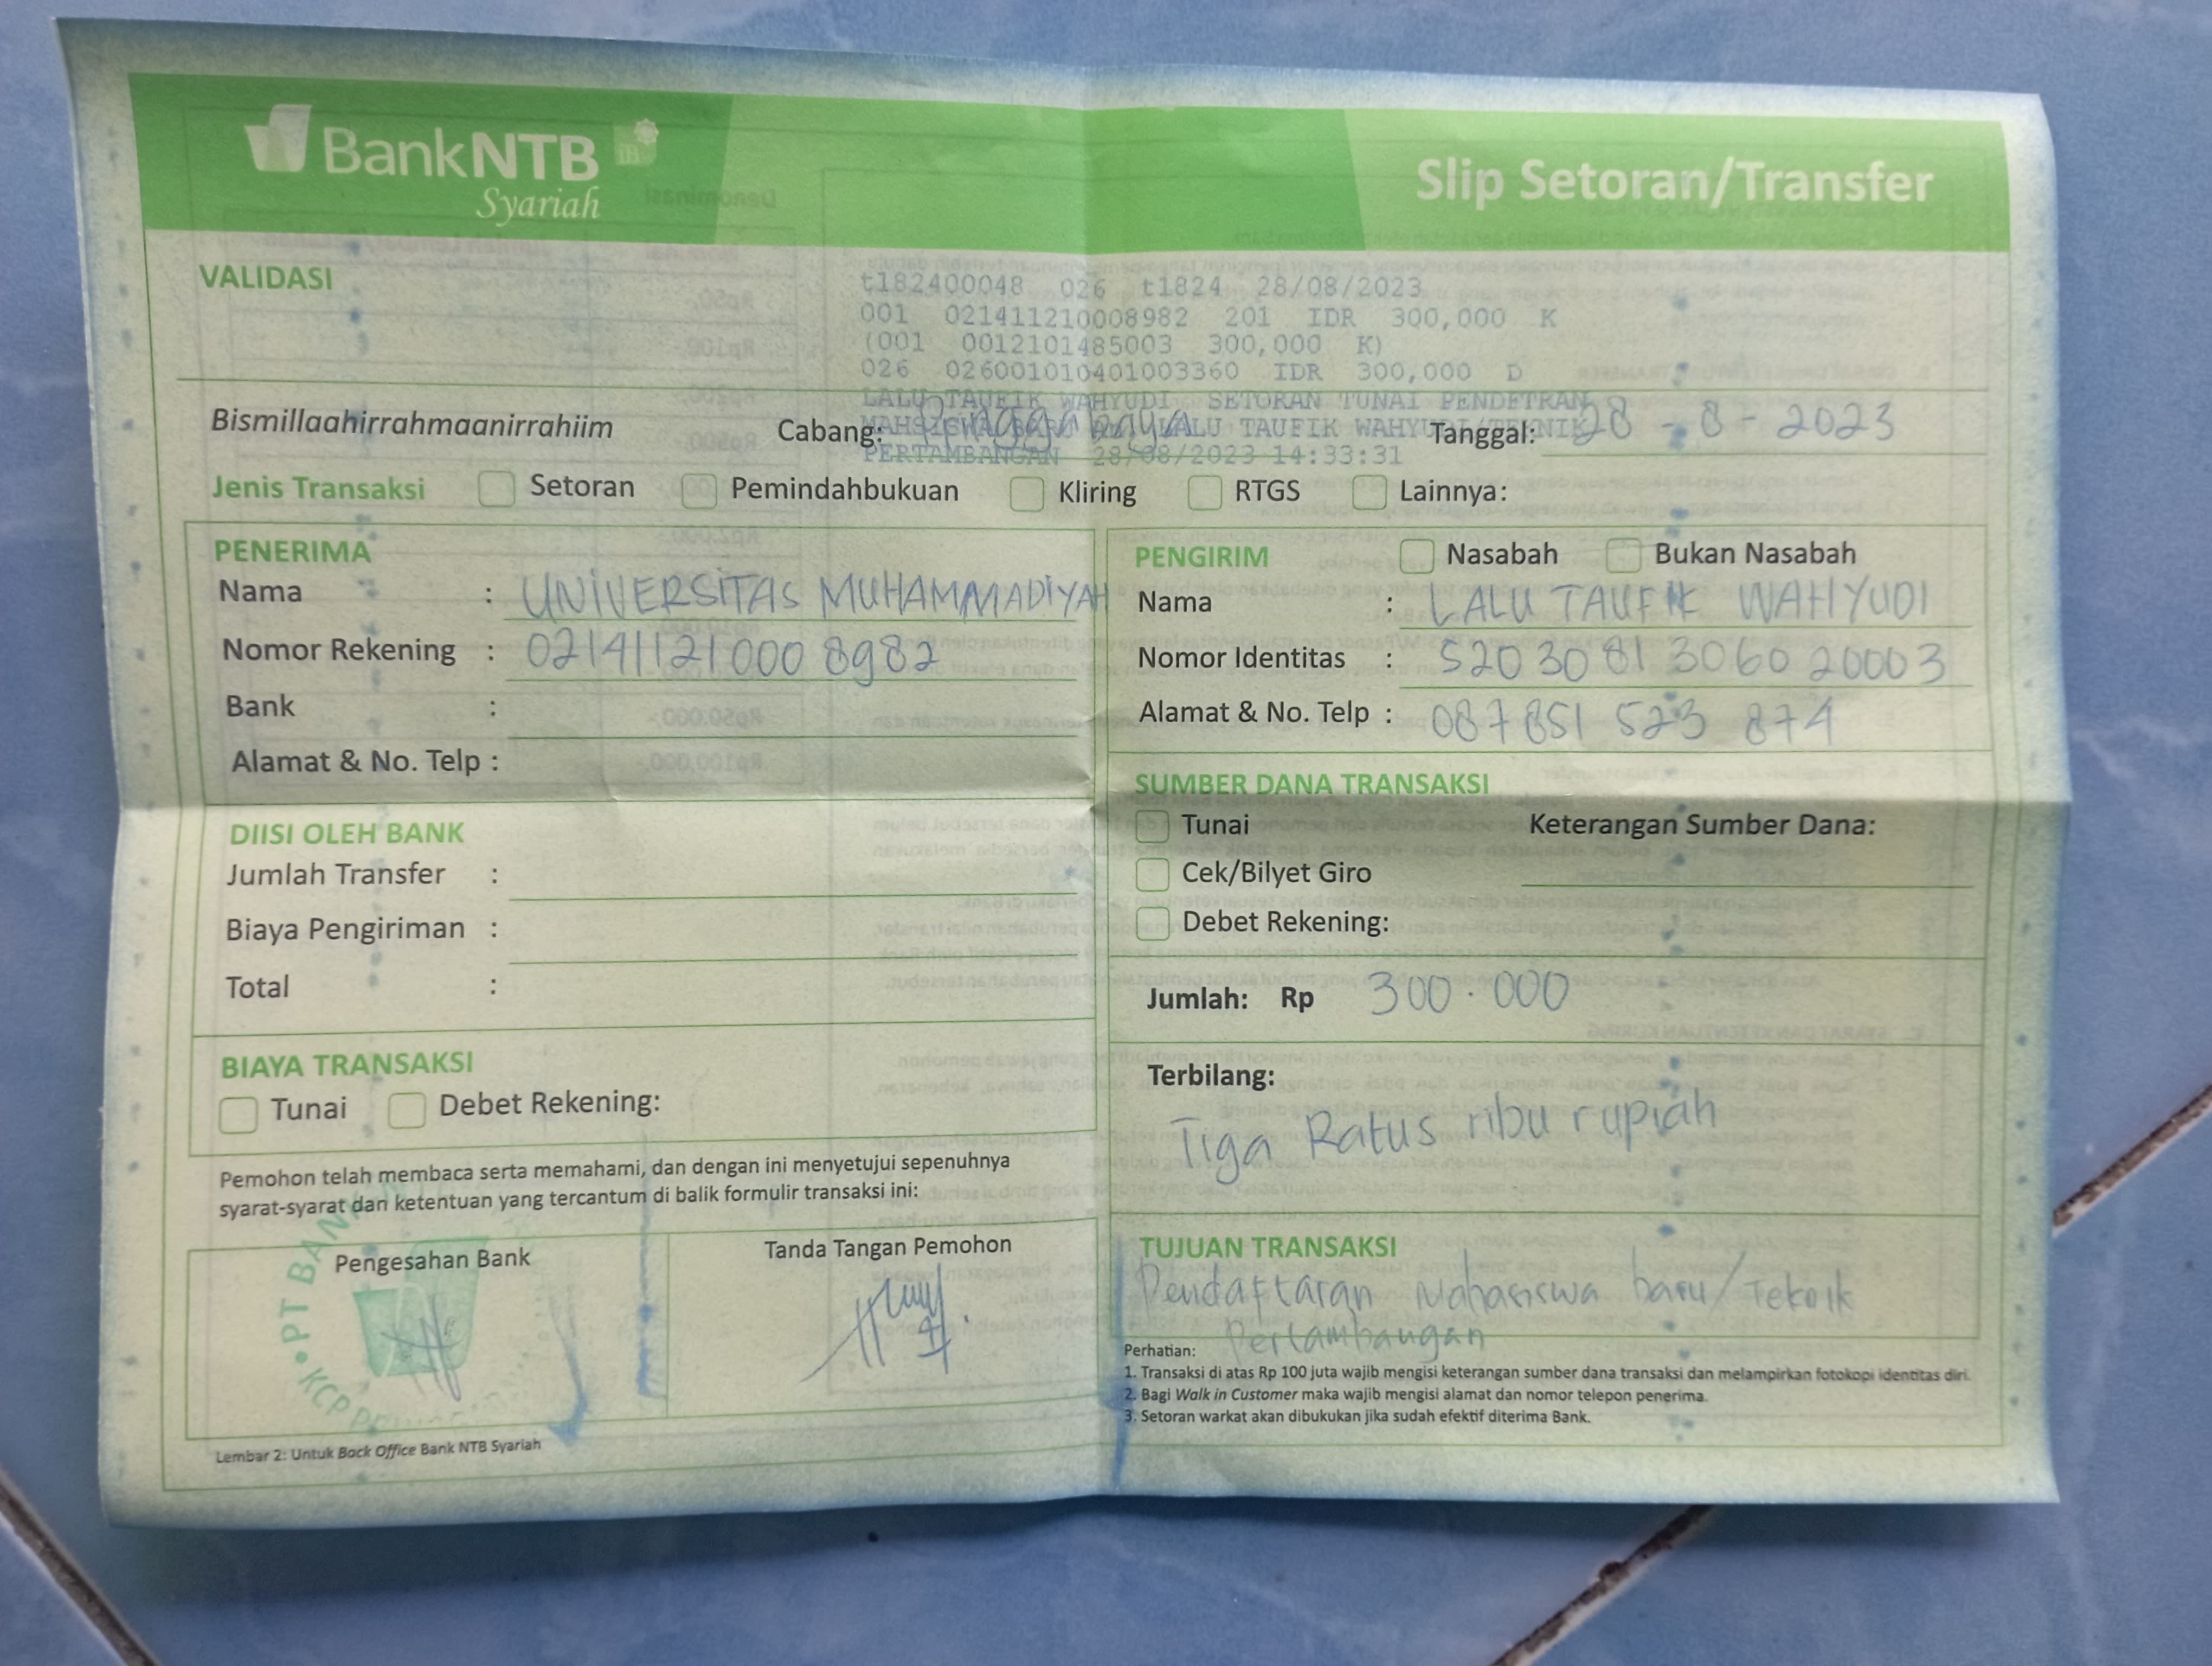 BankNTB iB
Syariah
Slip Setoran/Transfer
VALIDASI
t182400048 026 t1824 28/08/2023
001 021411210008982 201 IDR 300,000 K
(001 0012101485003 300,000 K)
026 026001010401003360 IDR 300,000 D
LALU TAUFIK WAHYUDI SETORAN TUNAI PENDFTRAN
MAHSISWA BARU LALU TAUFIK WAHYUDI/TEKNIK
PERTAMBANGAN 28/08/2023 14:33:31
Bismillaahirrahmaanirrahiim Cabang: Tanggal: 28 - 8 - 2023
Jenis Transaksi Setoran Pemindahbukuan Kliring RTGS Lainnya:
PENERIMA
Nama : UNIVERSITAS MUHAMMADIYAH
Nomor Rekening : 021411210008982
Bank :
Alamat & No. Telp :
PENGIRIM Nasabah Bukan Nasabah
Nama : LALU TAUFIK WAHYUDI
Nomor Identitas : 5203081306020003
Alamat & No. Telp : 087851 523 874
DIISI OLEH BANK
Jumlah Transfer :
Biaya Pengiriman :
Total :
SUMBER DANA TRANSAKSI
Tunai Keterangan Sumber Dana:
Cek/Bilyet Giro
Debet Rekening:
Jumlah: Rp 300.000
BIAYA TRANSAKSI
Tunai Debet Rekening:
Terbilang:
Tiga Ratus ribu rupiah
Pemohon telah membaca serta memahami, dan dengan ini menyetujui sepenuhnya
syarat-syarat dan ketentuan yang tercantum di balik formulir transaksi ini:
Pengesahan Bank
PT BANK
KCP
Tanda Tangan Pemohon
TUJUAN TRANSAKSI
Pendaftaran Mahasiswa baru/Teknik
Pertambangan
Perhatian:
1. Transaksi di atas Rp 100 juta wajib mengisi keterangan sumber dana transaksi dan melampirkan fotokopi identitas diri.
2. Bagi Walk in Customer maka wajib mengisi alamat dan nomor telepon penerima.
3. Setoran warkat akan dibukukan jika sudah efektif diterima Bank.
Lembar 2: Untuk Back Office Bank NTB Syariah